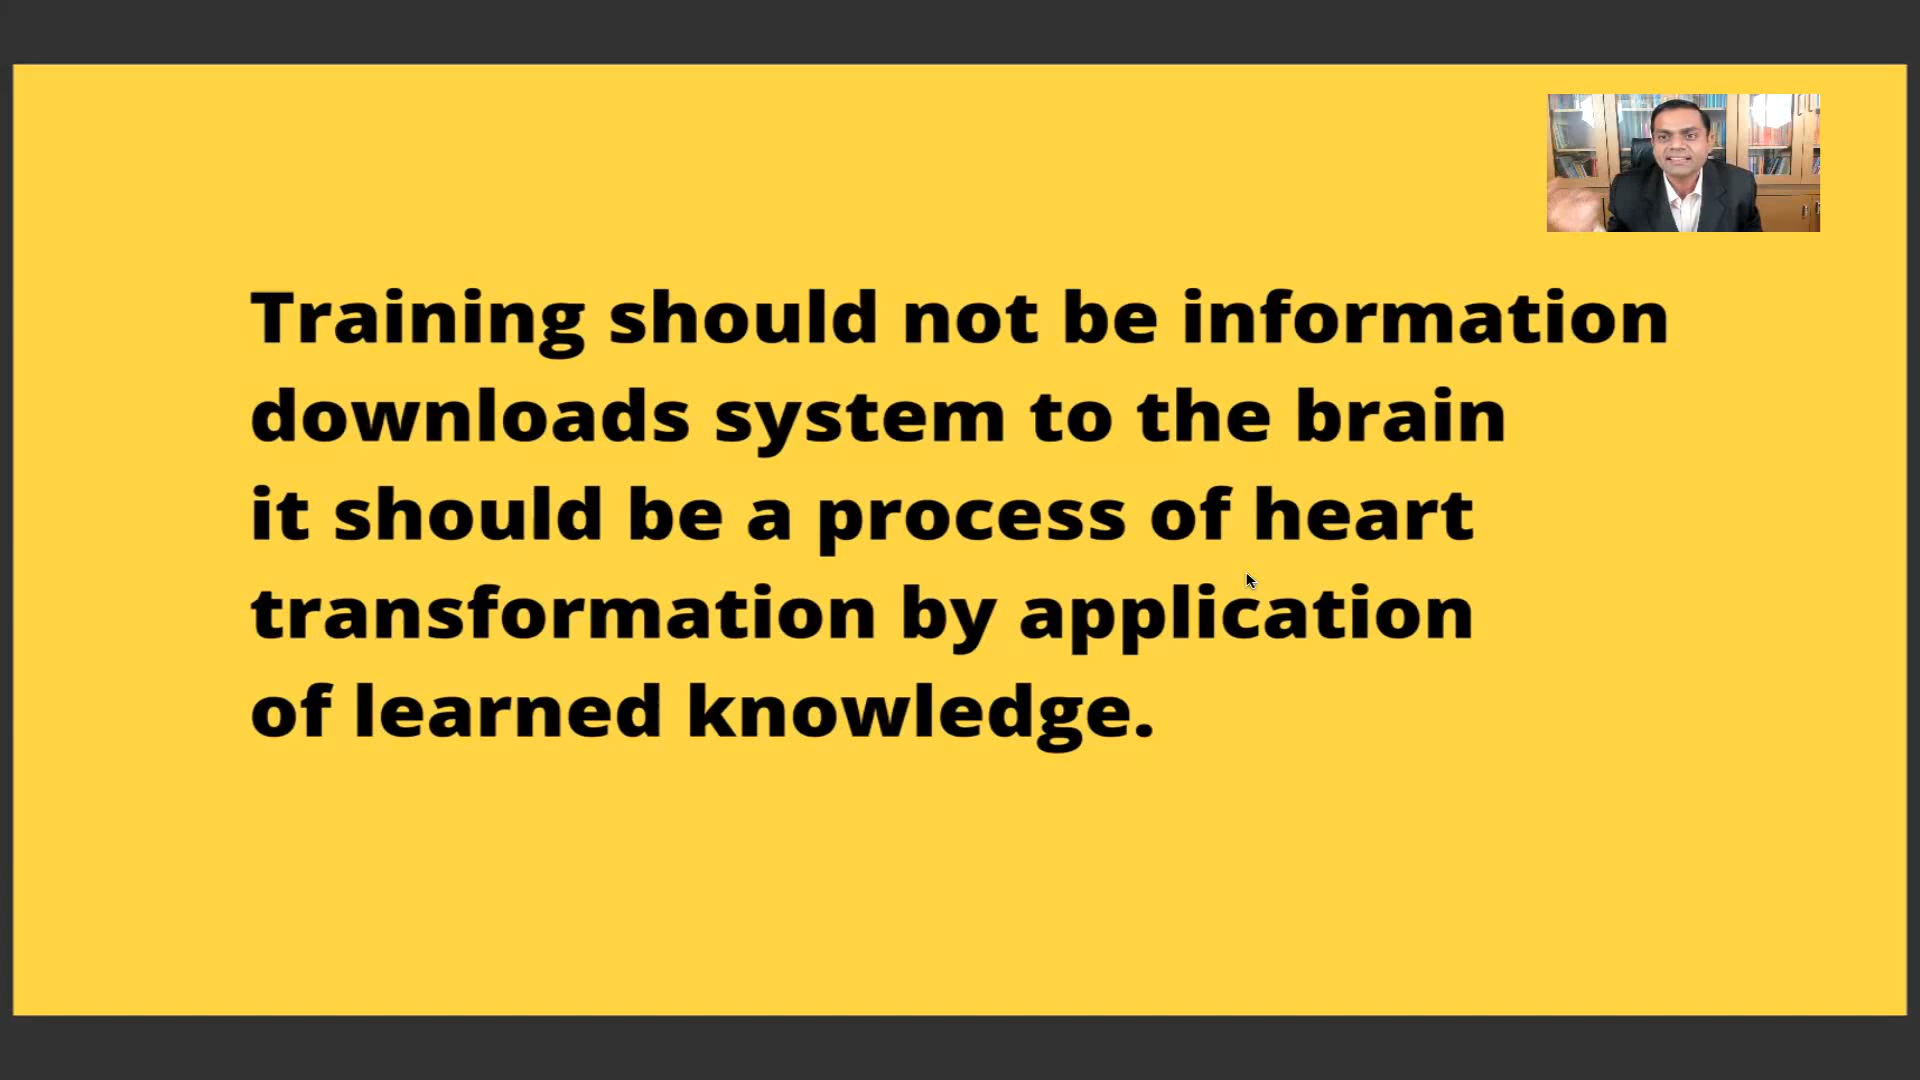 Training should not be information
downloads system to the brain
it should be a process of heart
transformation by application
of learned knowledge.